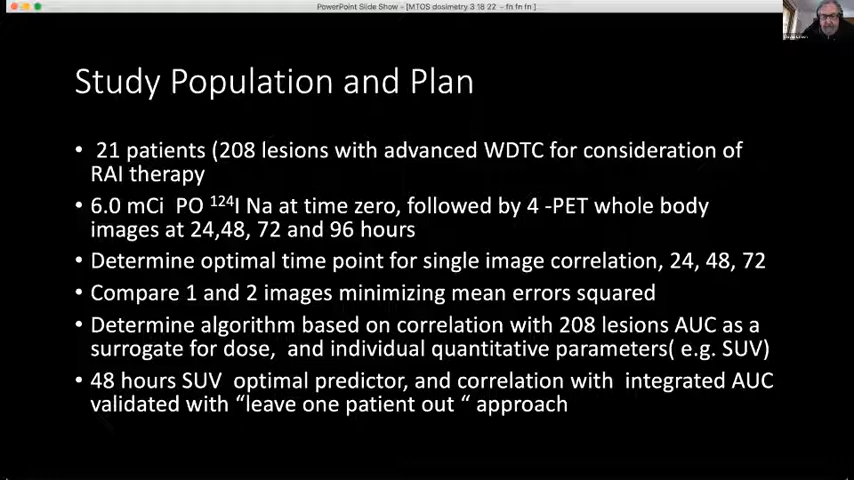 PowerPoint Slide Show - [MTOS dosimetry 3 18 22 - fn fn fn ]
Study Population and Plan
• 21 patients (208 lesions with advanced WDTC for consideration of
RAI therapy
• 6.0 mCi PO ¹²⁴I Na at time zero, followed by 4 -PET whole body
images at 24,48, 72 and 96 hours
• Determine optimal time point for single image correlation, 24, 48, 72
• Compare 1 and 2 images minimizing mean errors squared
• Determine algorithm based on correlation with 208 lesions AUC as a
surrogate for dose, and individual quantitative parameters( e.g. SUV)
• 48 hours SUV optimal predictor, and correlation with integrated AUC
validated with “leave one patient out “ approach